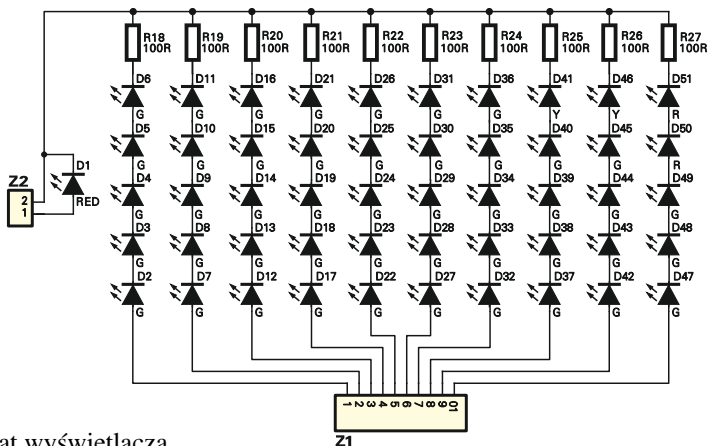 R18 R19 R20 R21 R22 R23 R24 R25 R26 R27
100R 100R 100R 100R 100R 100R 100R 100R 100R 100R
D6 D11 D16 D21 D26 D31 D36 D41 D46 D51
G G G G G G G Y Y R
D5 D10 D15 D20 D25 D30 D35 D40 D45 D50
G G G G G G G G G R
D1
D4 D9 D14 D19 D24 D29 D34 D39 D44 D49
Z2
RED
G G G G G G G G G G
2
1
D3 D8 D13 D18 D23 D28 D33 D38 D43 D48
G G G G G G G G G G
D2 D7 D12 D17 D22 D27 D32 D37 D42 D47
G G G G G G G G G G
1 2 3 4 5 6 7 8 9 10
at wyświetlacza
Z1